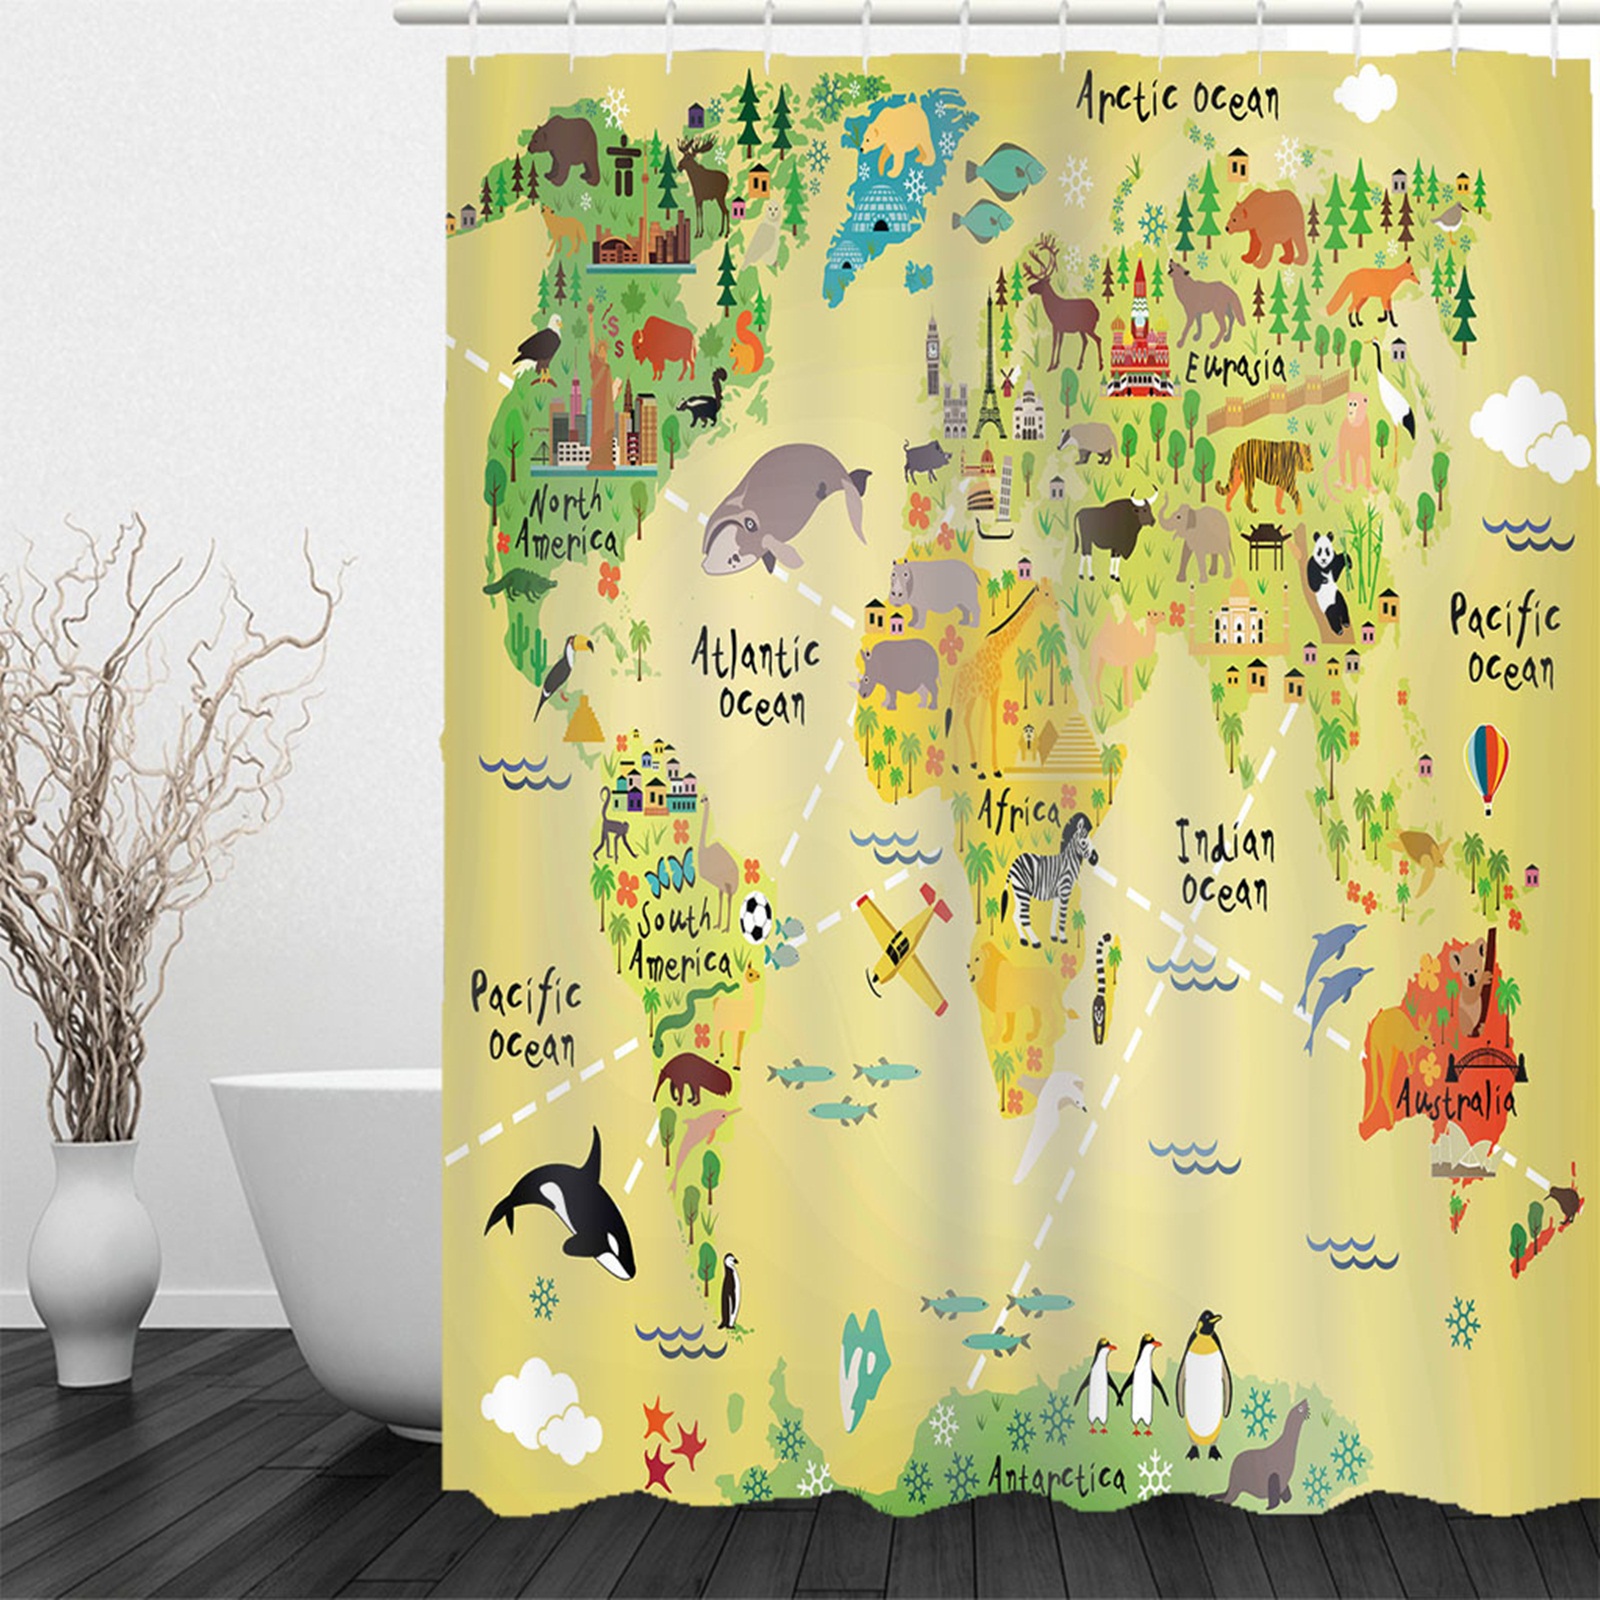 Arctic Ocean
Eurasia
$
$
North
America
Atlantic
Ocean
Pacific
Ocean
Africa
Indian
Ocean
South
America
Pacific
Ocean
Australia
Antarctica